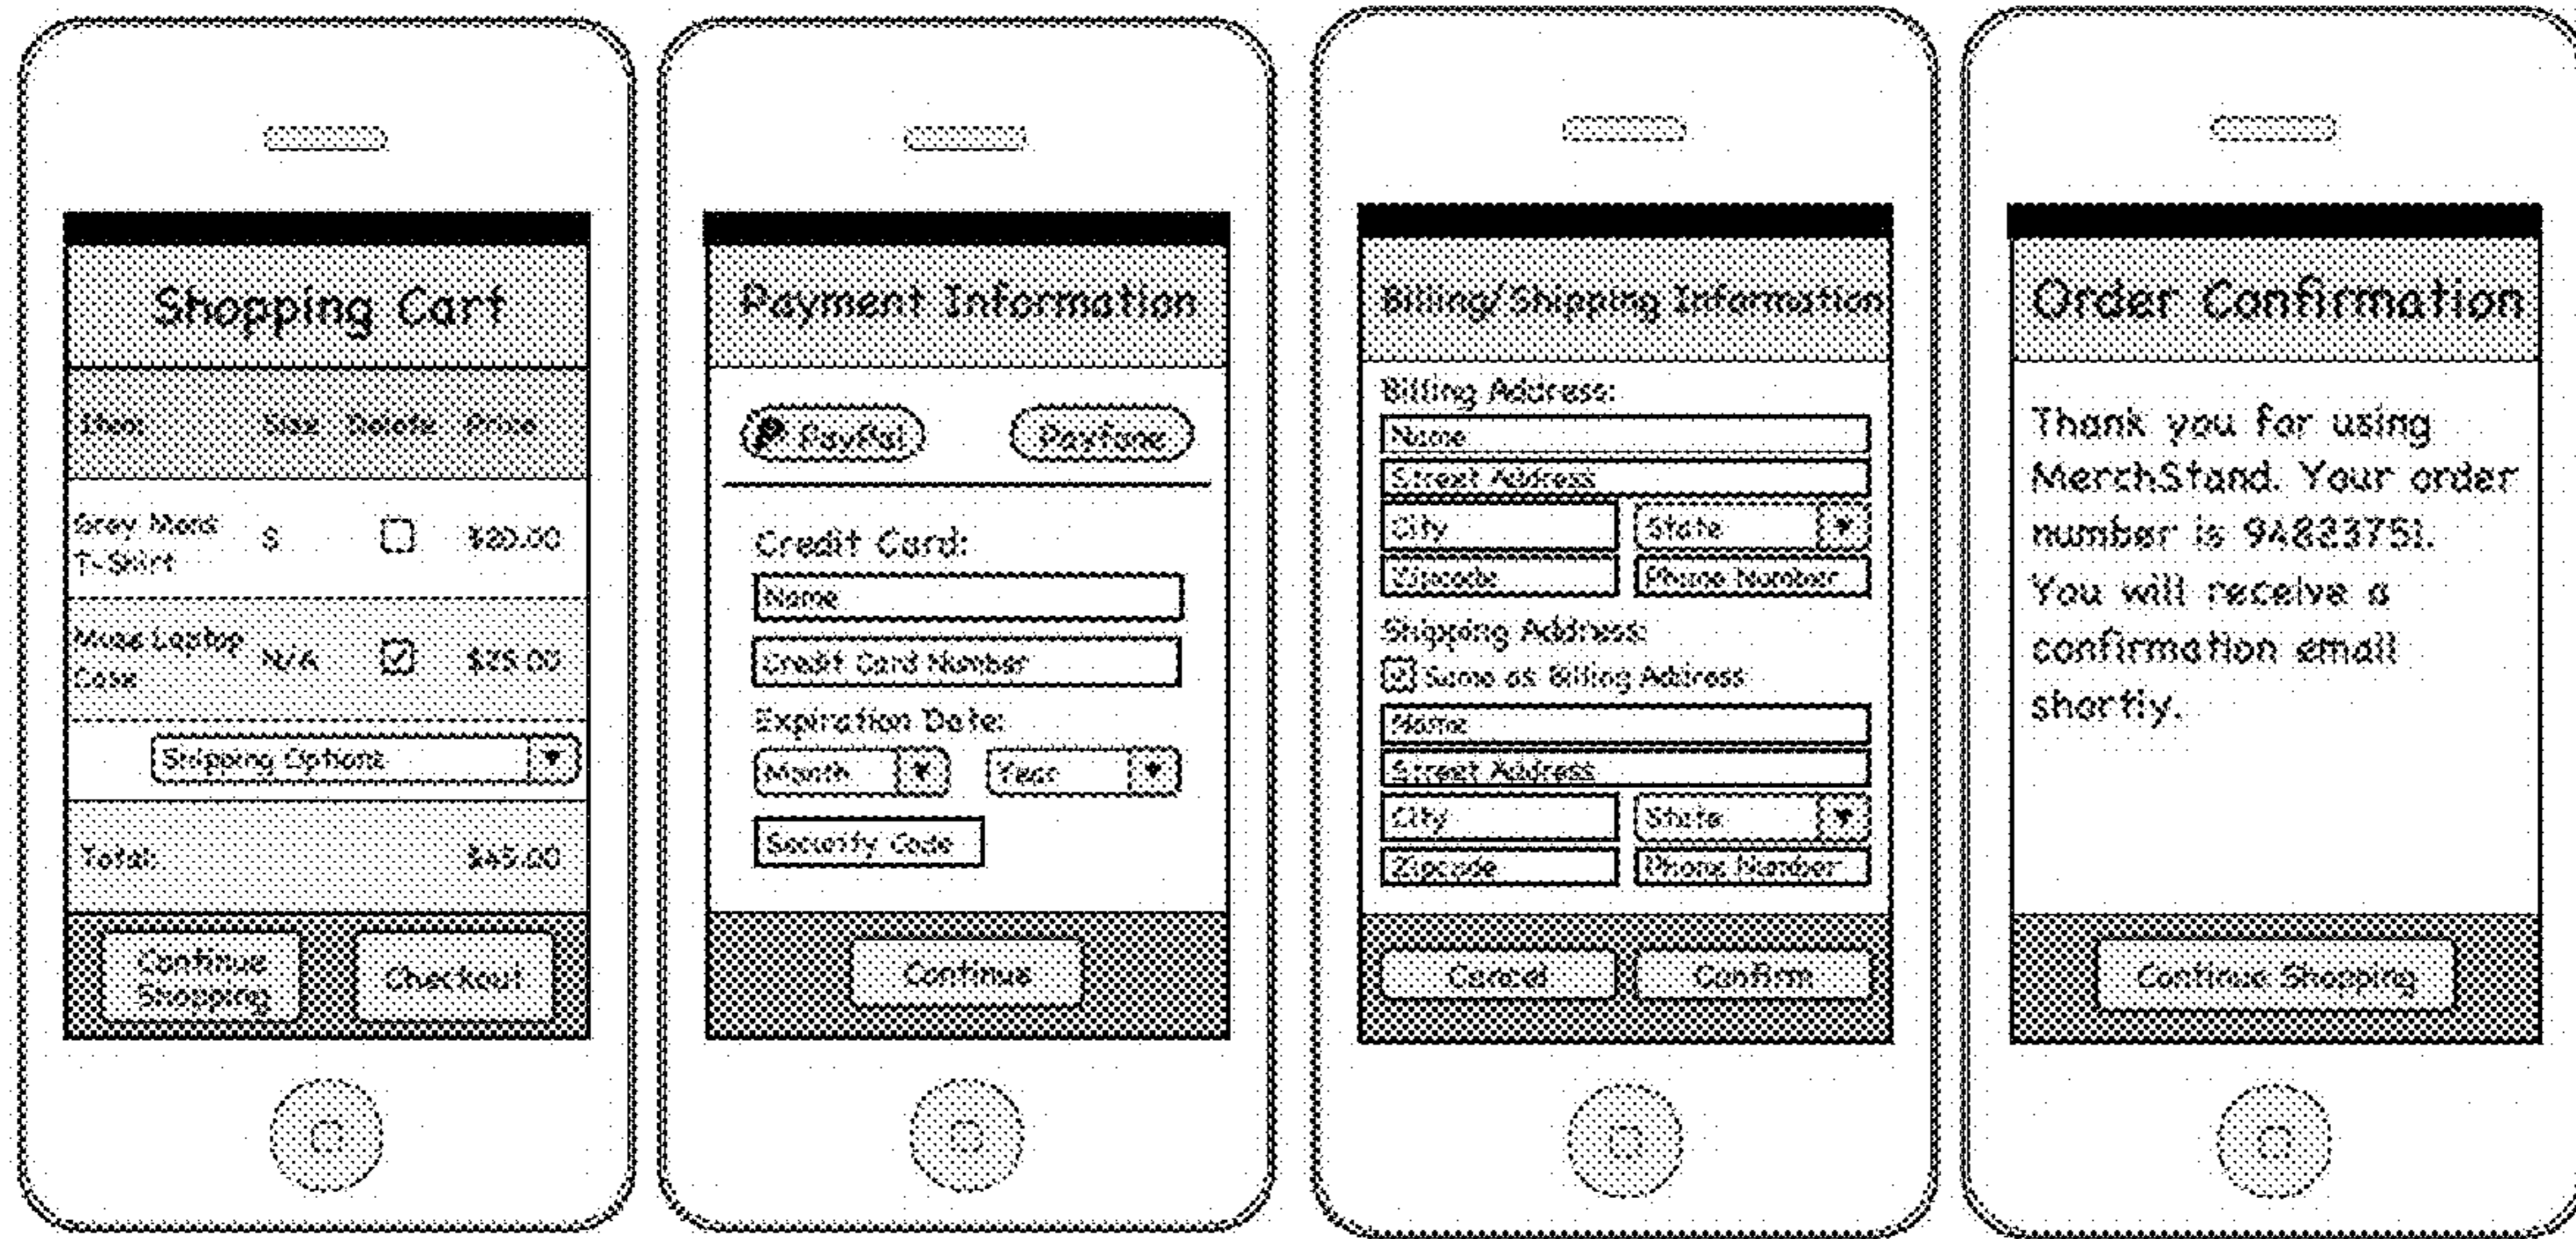 Shopping Cart
Item Size Delete Price
Grey Mens S $20.00
T-Shirt
Muse Laptop N/A $25.00
Case
Shipping Options
Total: $45.00
Continue
Shopping
Checkout
Payment Information
PayPal Payfone
Credit Card:
Name
Credit Card Number
Expiration Date:
Month Year
Security Code
Continue
Billing/Shipping Information
Billing Address:
Name
Street Address
City State
Zipcode Phone Number
Shipping Address:
Same as Billing Address
Name
Street Address
City State
Zipcode Phone Number
Cancel Confirm
Order Confirmation
Thank you for using
MerchStand. Your order
number is 94823751.
You will receive a
confirmation email
shortly.
Continue Shopping